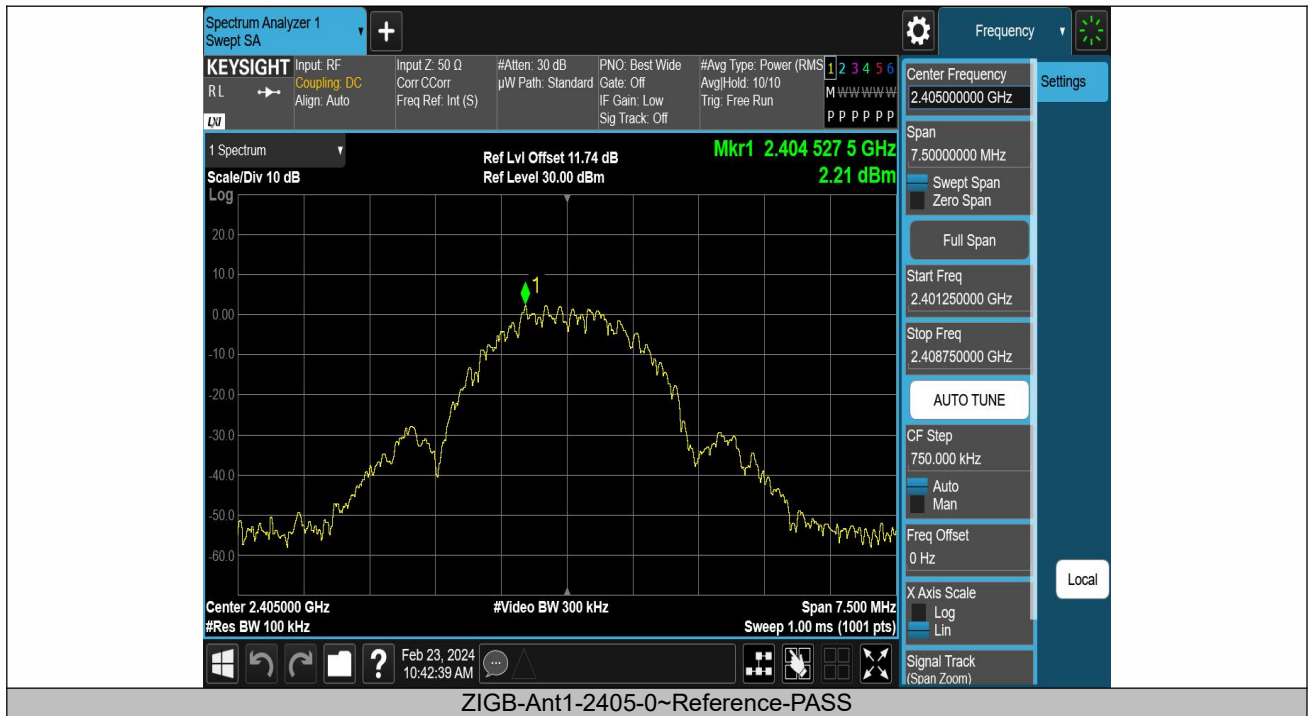 Spectrum Analyzer 1
Swept SA
+
Frequency
KEYSIGHT
RL
LXI
Input: RF
Coupling: DC
Align: Auto
Input Z: 50 Ω
Corr CCorr
Freq Ref: Int (S)
#Atten: 30 dB
µW Path: Standard
PNO: Best Wide
Gate: Off
IF Gain: Low
Sig Track: Off
#Avg Type: Power (RMS
Avg|Hold: 10/10
Trig: Free Run
1 2 3 4 5 6
M W W W W W
P P P P P P
1 Spectrum
Scale/Div 10 dB
Log
Ref Lvl Offset 11.74 dB
Ref Level 30.00 dBm
Mkr1 2.404 527 5 GHz
2.21 dBm
20.0
10.0
0.00
-10.0
-20.0
-30.0
-40.0
-50.0
-60.0
1
Center 2.405000 GHz
#Res BW 100 kHz
#Video BW 300 kHz
Span 7.500 MHz
Sweep 1.00 ms (1001 pts)
Center Frequency
2.405000000 GHz
Settings
Span
7.50000000 MHz
Swept Span
Zero Span
Full Span
Start Freq
2.401250000 GHz
Stop Freq
2.408750000 GHz
AUTO TUNE
CF Step
750.000 kHz
Auto
Man
Freq Offset
0 Hz
X Axis Scale
Log
Lin
Local
Signal Track
(Span Zoom)
?
Feb 23, 2024
10:42:39 AM
ZIGB-Ant1-2405-0~Reference-PASS